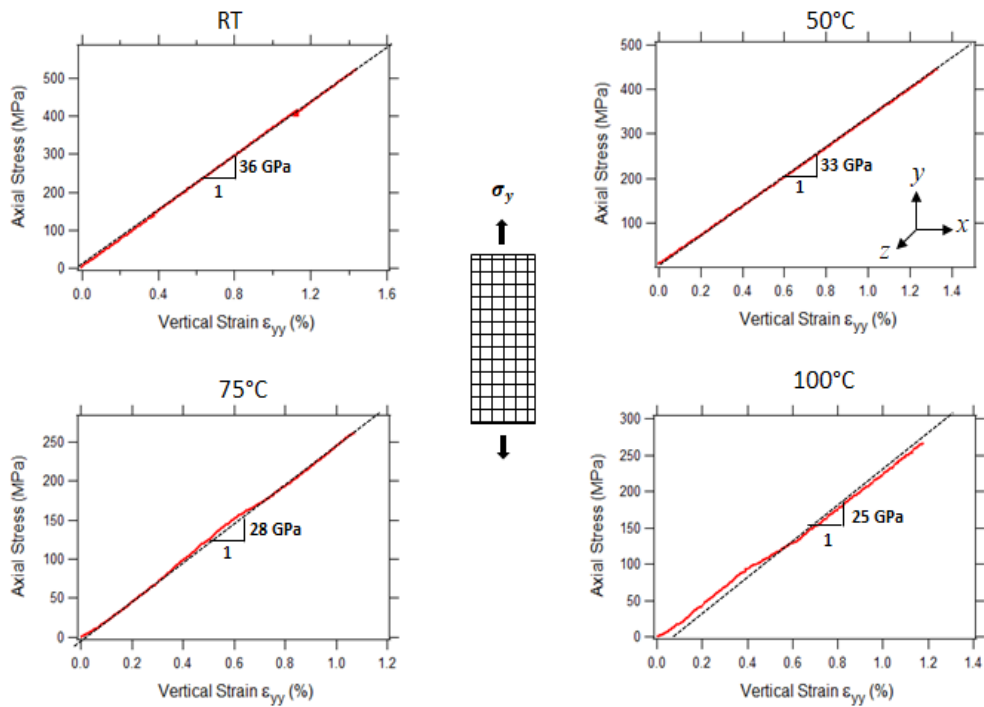 RT
500
400
300
200
100
0
Axial Stress (MPa)
36 GPa
1
0.0 0.4 0.8 1.2 1.6
Vertical Strain εyy (%)
50°C
500
400
300
200
100
Axial Stress (MPa)
33 GPa
1
y
x
z
0.0 0.2 0.4 0.6 0.8 1.0 1.2 1.4
Vertical Strain εyy (%)
σy
75°C
250
200
150
100
50
0
Axial Stress (MPa)
28 GPa
1
0.0 0.2 0.4 0.6 0.8 1.0 1.2
Vertical Strain εyy (%)
100°C
300
250
200
150
100
50
0
Axial Stress (MPa)
25 GPa
1
0.0 0.2 0.4 0.6 0.8 1.0 1.2 1.4
Vertical Strain εyy (%)